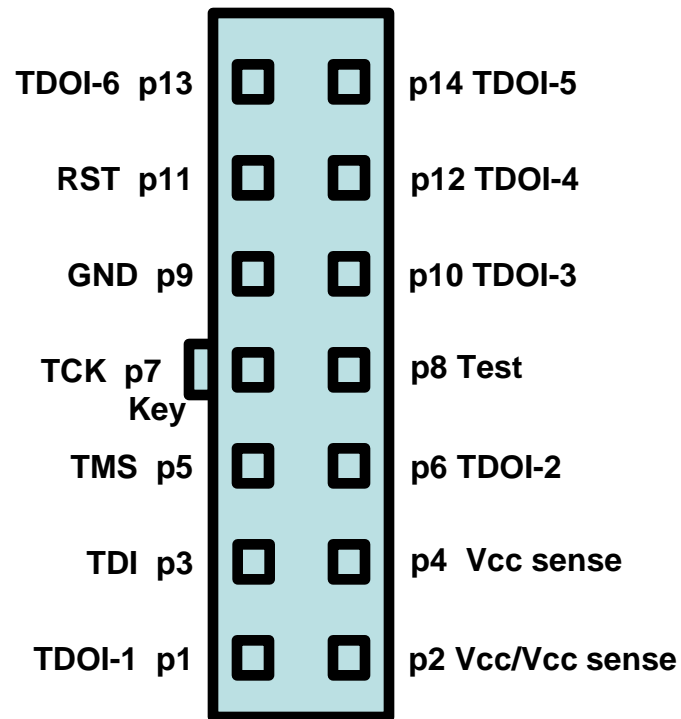 TDOI-6 p13 p14 TDOI-5
RST p11 p12 TDOI-4
GND p9 p10 TDOI-3
TCK p7 p8 Test
Key
TMS p5 p6 TDOI-2
TDI p3 p4 Vcc sense
TDOI-1 p1 p2 Vcc/Vcc sense